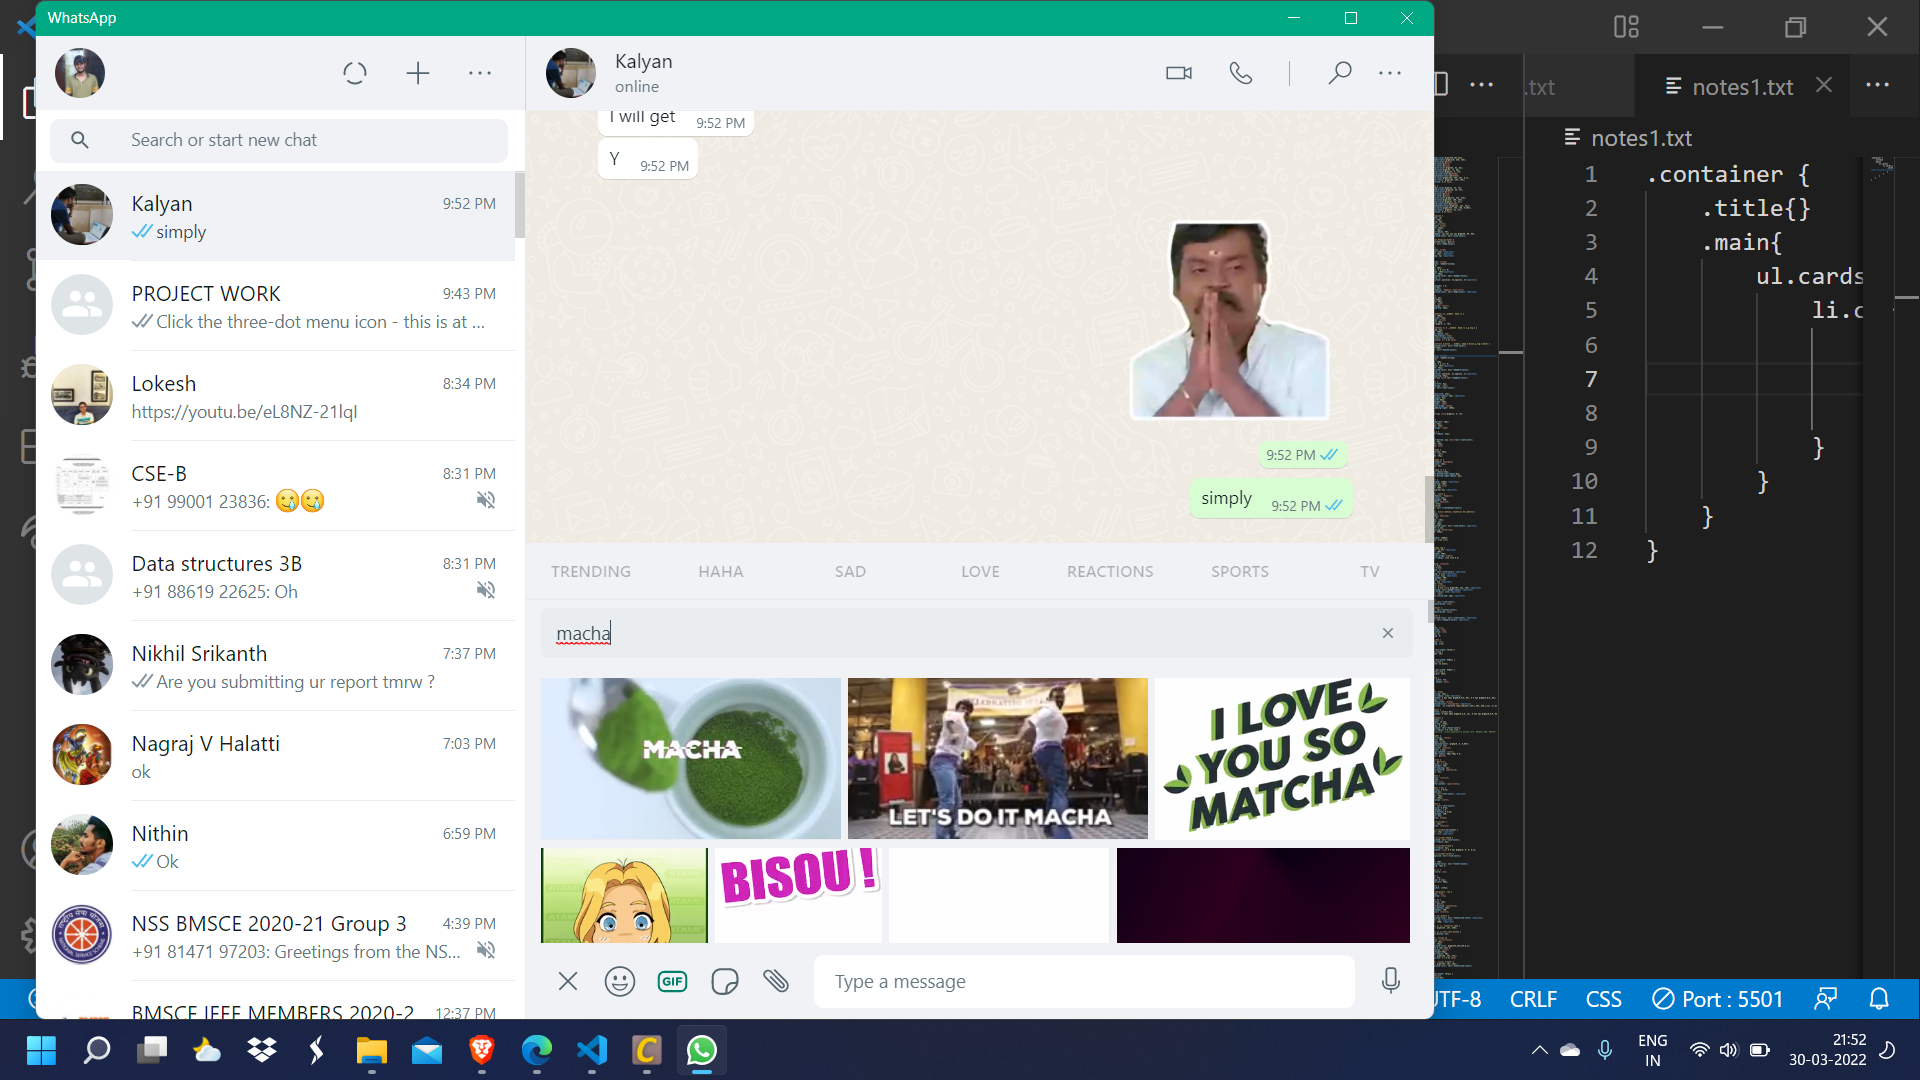 WhatsApp
Search or start new chat
Kalyan
9:52 PM
simply
PROJECT WORK
9:43 PM
Click the three-dot menu icon - this is at ...
Lokesh
8:34 PM
https://youtu.be/eL8NZ-21lqI
CSE-B
8:31 PM
+91 99001 23836: 🥲🥲
Data structures 3B
8:31 PM
+91 88619 22625: Oh
Nikhil Srikanth
7:37 PM
Are you submitting ur report tmrw ?
Nagraj V Halatti
7:03 PM
ok
Nithin
6:59 PM
Ok
NSS BMSCE 2020-21 Group 3
4:39 PM
+91 81471 97203: Greetings from the NS...
BMSCE IEEE MEMBERS 2020-2
12:37 PM
Kalyan
online
I will get
9:52 PM
Y
9:52 PM
9:52 PM
simply
9:52 PM
TRENDING HAHA SAD LOVE REACTIONS SPORTS TV
macha
MACHA
LET'S DO IT MACHA
I LOVE
YOU SO
MATCHA
BISOU !
GIF
Type a message
.txt
notes1.txt
notes1.txt
1 .container {
2 .title{}
3 .main{
4 ul.cards
5 li.c
6
7
8
9 }
10 }
11 }
12 }
UTF-8 CRLF CSS Port : 5501
ENG
IN
21:52
30-03-2022